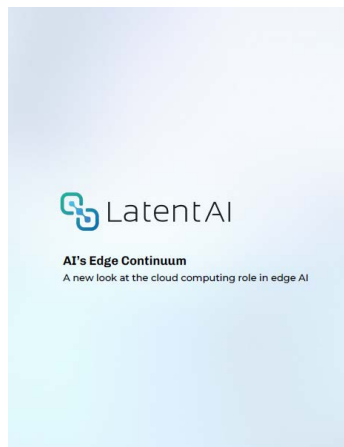 LatentAI
AI's Edge Continuum
A new look at the cloud computing role in edge AI